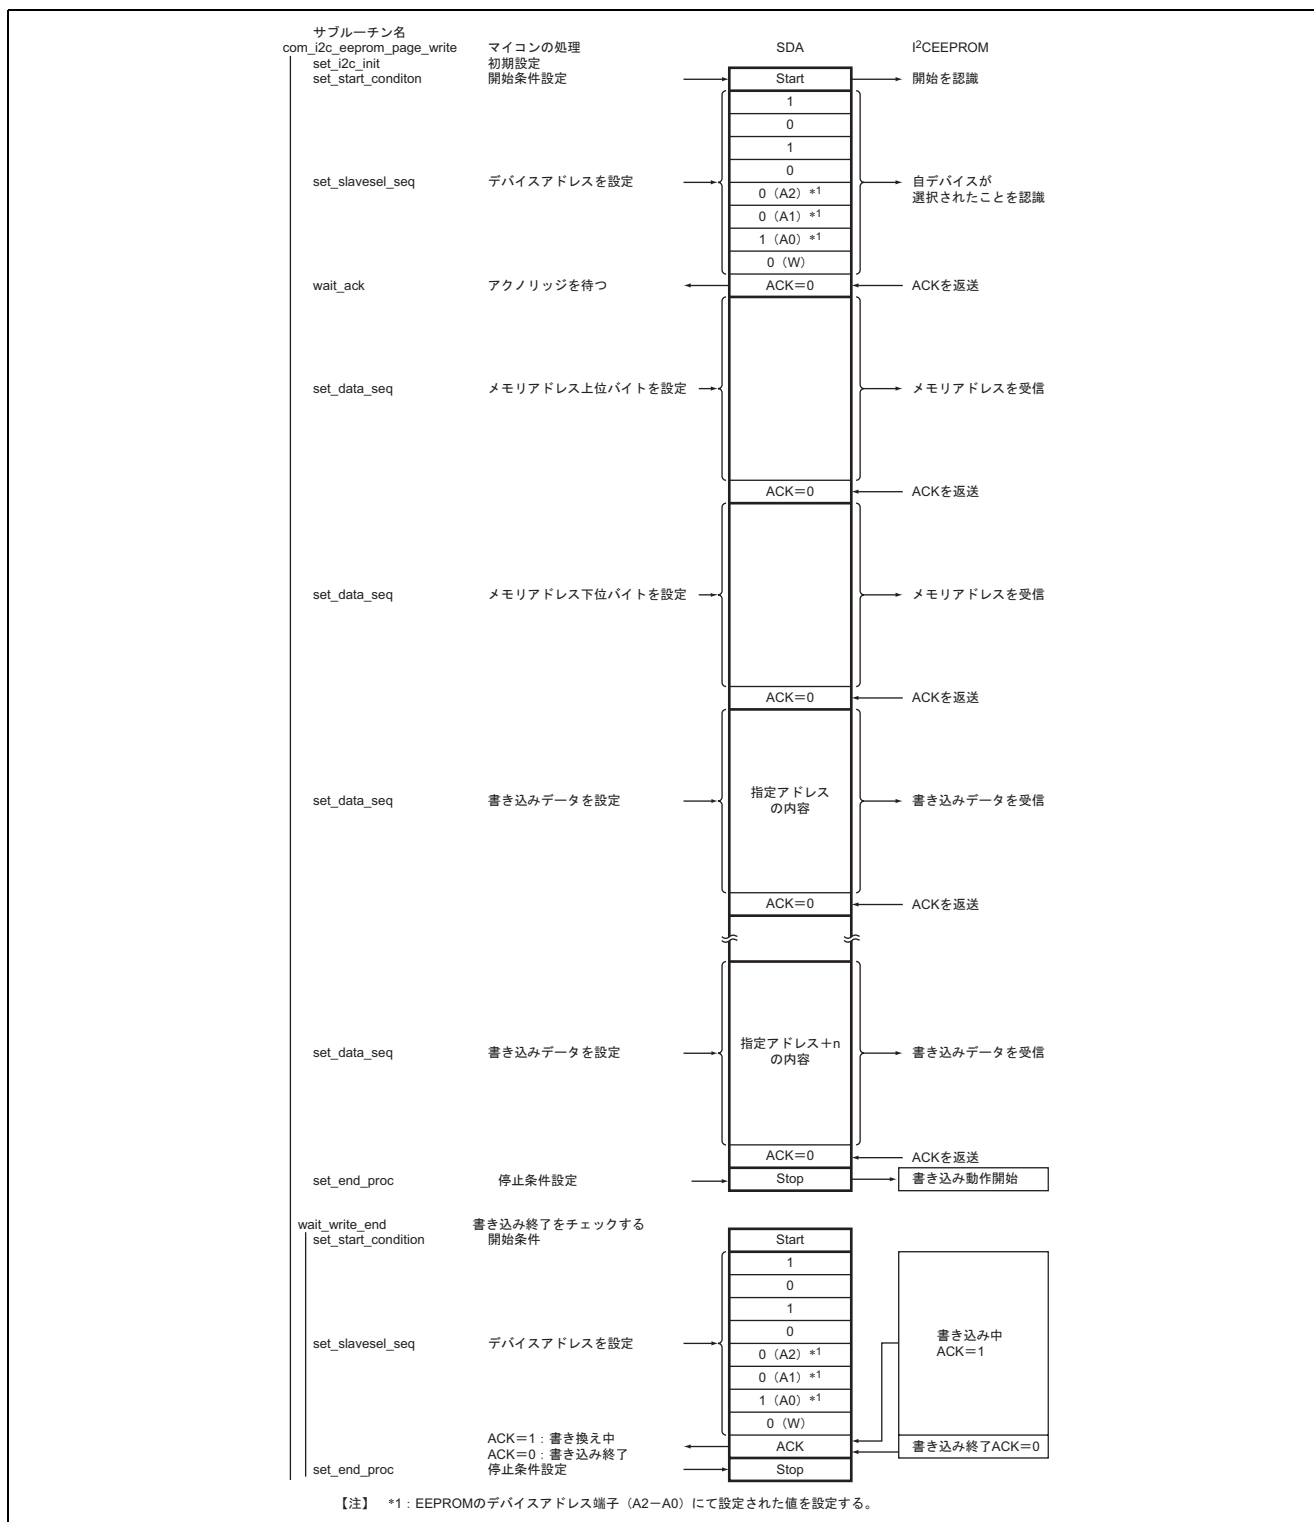 サブルーチン名
com_i2c_eeprom_page_write マイコンの処理 SDA I²CEEPROM
set_i2c_init 初期設定
set_start_conditon 開始条件設定 Start 開始を認識
1
0
1
0
set_slavesel_seq デバイスアドレスを設定 自デバイスが
0（A2）*1 選択されたことを認識
0（A1）*1
1（A0）*1
0（W）
wait_ack アクノリッジを待つ ACK＝0 ACKを返送
set_data_seq メモリアドレス上位バイトを設定 メモリアドレスを受信
ACK＝0 ACKを返送
set_data_seq メモリアドレス下位バイトを設定 メモリアドレスを受信
ACK＝0 ACKを返送
set_data_seq 書き込みデータを設定 指定アドレス 書き込みデータを受信
の内容
ACK＝0 ACKを返送
set_data_seq 書き込みデータを設定 指定アドレス＋n 書き込みデータを受信
の内容
ACK＝0 ACKを返送
set_end_proc 停止条件設定 Stop 書き込み動作開始
wait_write_end 書き込み終了をチェックする
set_start_condition 開始条件 Start
1
0
1
0 書き込み中
set_slavesel_seq デバイスアドレスを設定 ACK＝1
0（A2）*1
0（A1）*1
1（A0）*1
0（W）
ACK＝1：書き換え中 ACK 書き込み終了ACK＝0
ACK＝0：書き込み終了
set_end_proc 停止条件設定 Stop
【注】 *1：EEPROMのデバイスアドレス端子（A2－A0）にて設定された値を設定する。